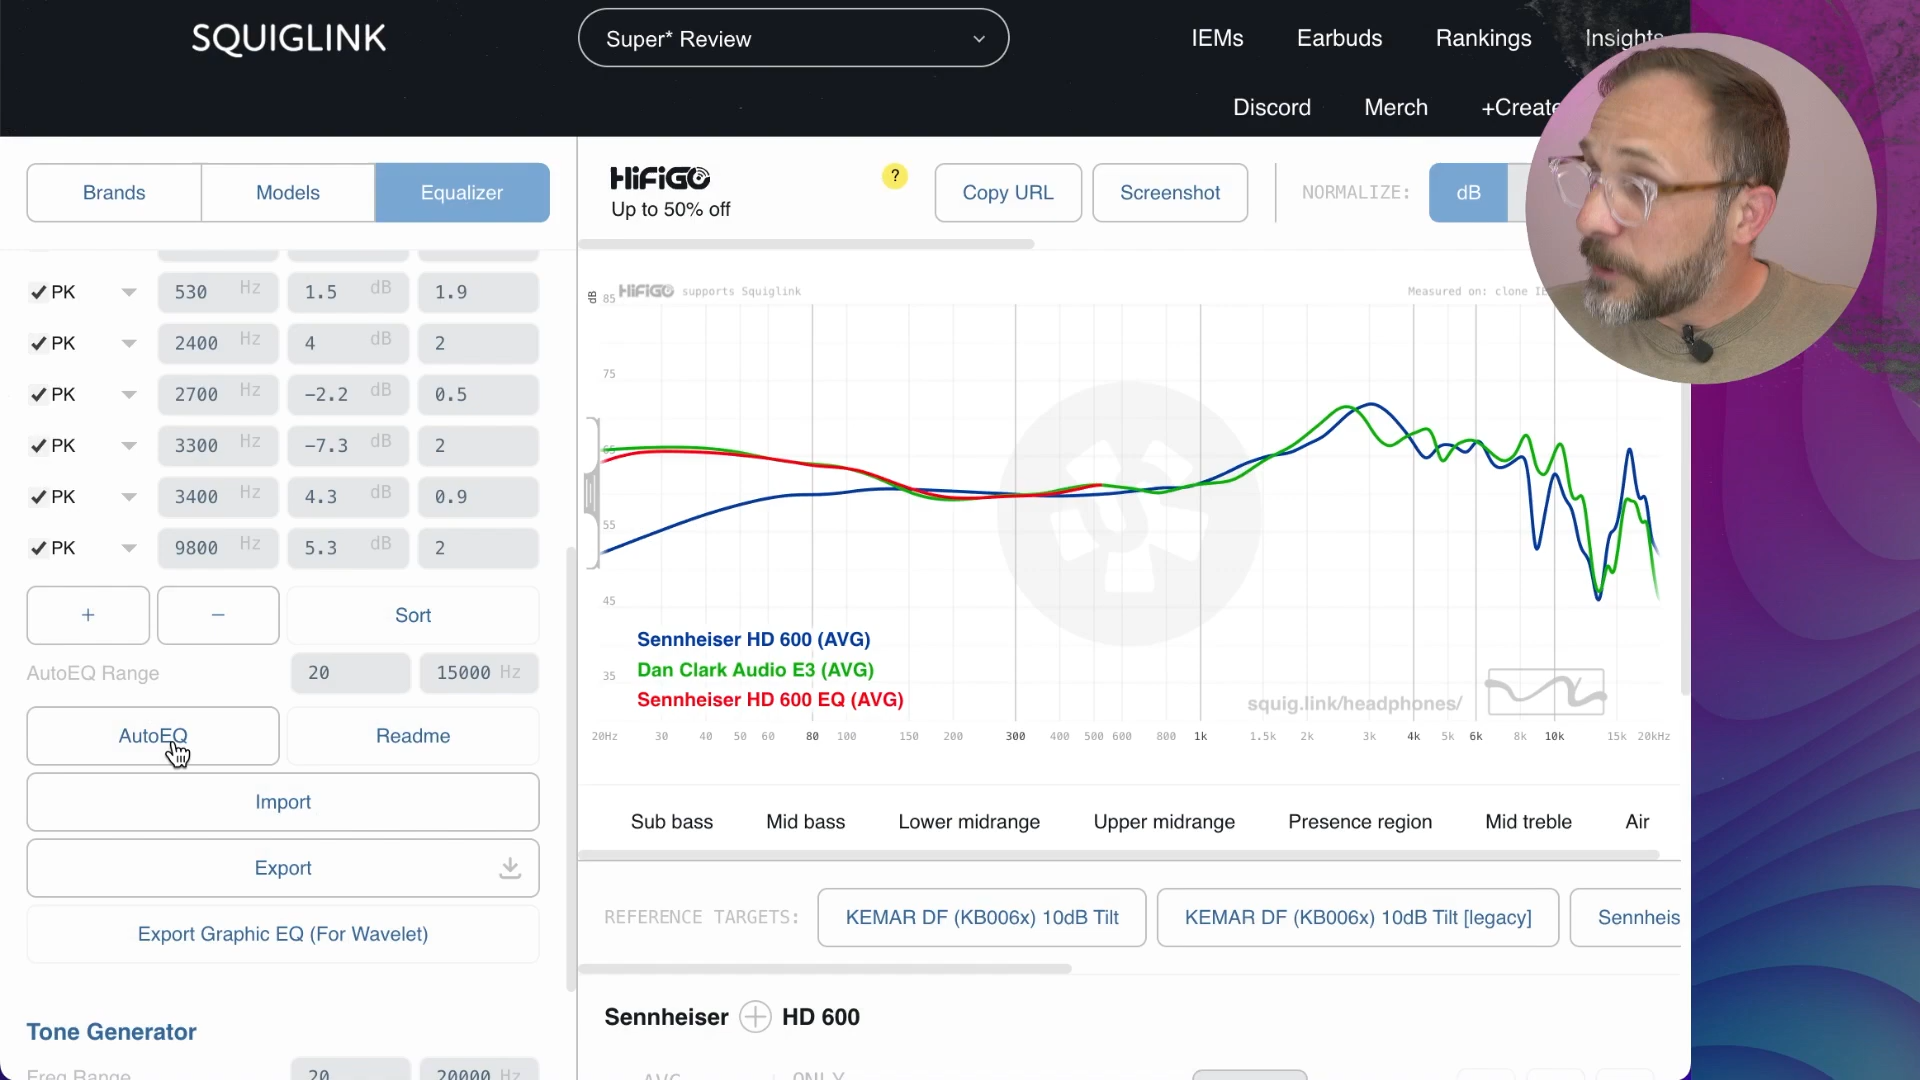 SQUIGLINK
Super* Review
IEMs
Earbuds
Rankings
Insights
Discord
Merch
+Create
Brands
Models
Equalizer
HiFiGO
Up to 50% off
?
Copy URL
Screenshot
NORMALIZE:
dB
PK 530 Hz 1.5 dB 1.9
PK 2400 Hz 4 dB 2
PK 2700 Hz -2.2 dB 0.5
PK 3300 Hz -7.3 dB 2
PK 3400 Hz 4.3 dB 0.9
PK 9800 Hz 5.3 dB 2
+
−
Sort
AutoEQ Range 20 15000 Hz
AutoEQ
Readme
Import
Export
Export Graphic EQ (For Wavelet)
Tone Generator
Freq Range 20 20000 Hz
dB
85
HiFiGO supports Squiglink
Measured on: clone
75
65
55
45
35
Sennheiser HD 600 (AVG)
Dan Clark Audio E3 (AVG)
Sennheiser HD 600 EQ (AVG)
squig.link/headphones/
20Hz 30 40 50 60 80 100 150 200 300 400 500 600 800 1k 1.5k 2k 3k 4k 5k 6k 8k 10k 15k 20kHz
Sub bass
Mid bass
Lower midrange
Upper midrange
Presence region
Mid treble
Air
REFERENCE TARGETS:
KEMAR DF (KB006x) 10dB Tilt
KEMAR DF (KB006x) 10dB Tilt [legacy]
Sennheis
Sennheiser HD 600
AVG
ONLY